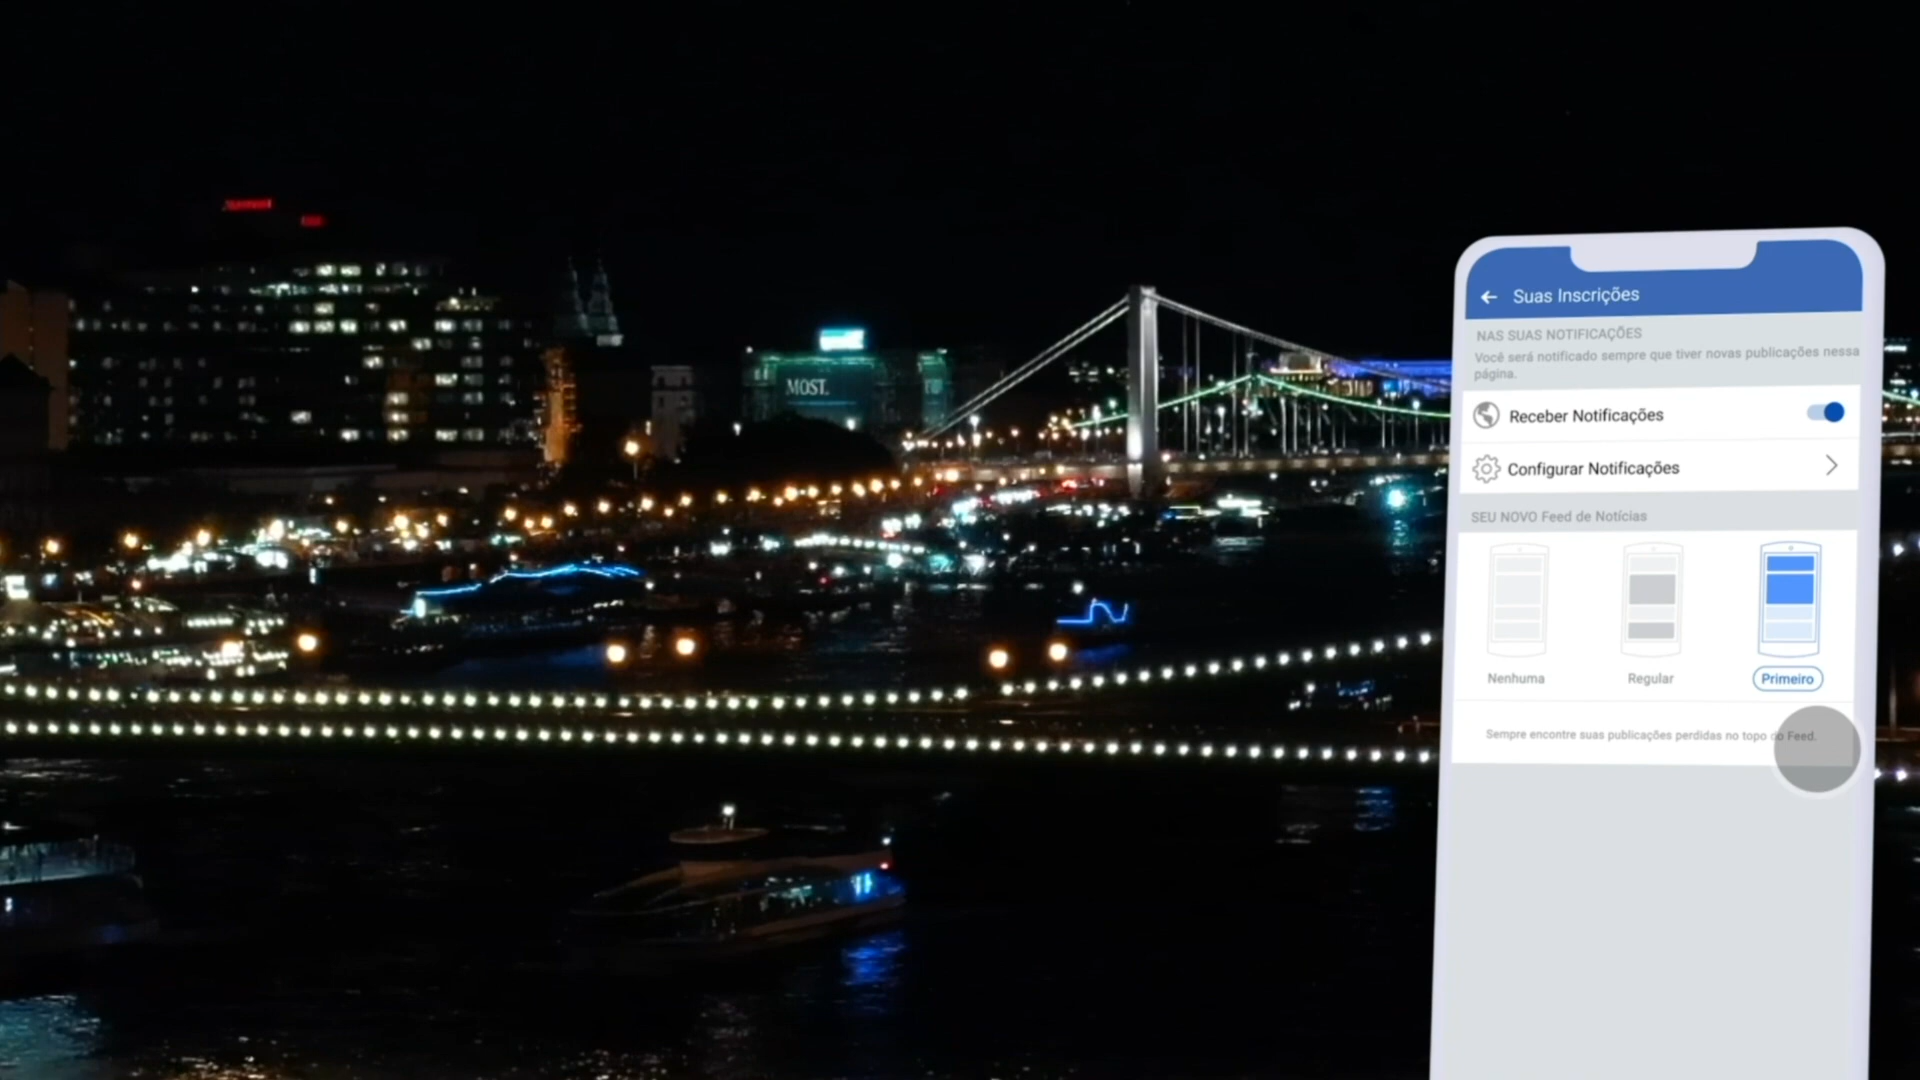 MOST.
Suas Inscrições
NAS SUAS NOTIFICAÇÕES
Você será notificado sempre que tiver novas publicações nessa
página.
Receber Notificações
Configurar Notificações
SEU NOVO Feed de Notícias
Nenhuma
Regular
Primeiro
Sempre encontre suas publicações perdidas no topo do Feed.